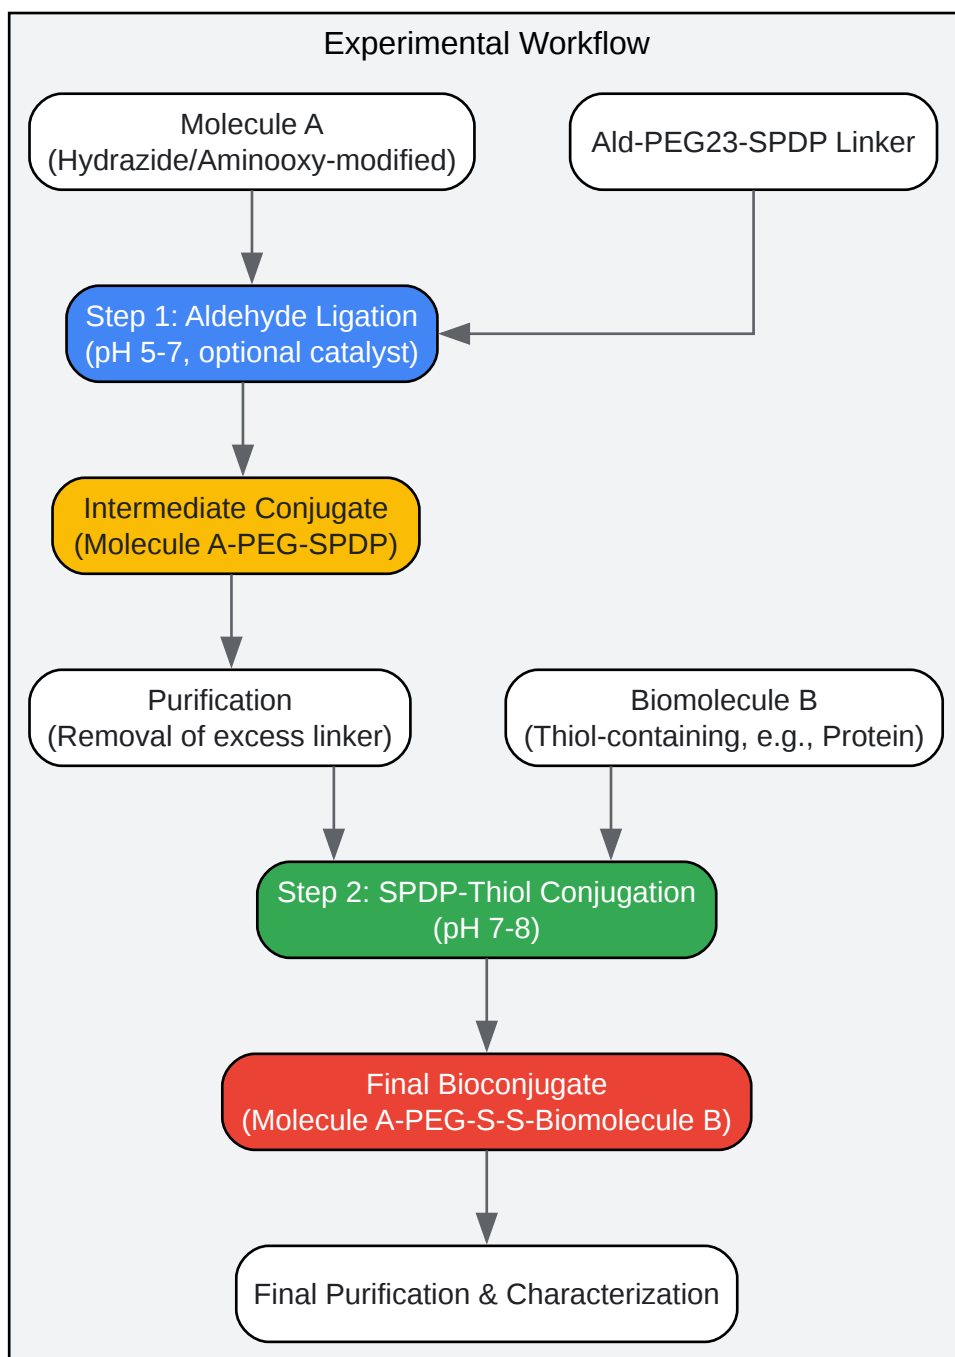 Experimental Workflow
Molecule A
(Hydrazide/Aminooxy-modified)
Ald-PEG23-SPDP Linker
Step 1: Aldehyde Ligation
(pH 5-7, optional catalyst)
Intermediate Conjugate
(Molecule A-PEG-SPDP)
Purification
(Removal of excess linker)
Biomolecule B
(Thiol-containing, e.g., Protein)
Step 2: SPDP-Thiol Conjugation
(pH 7-8)
Final Bioconjugate
(Molecule A-PEG-S-S-Biomolecule B)
Final Purification & Characterization